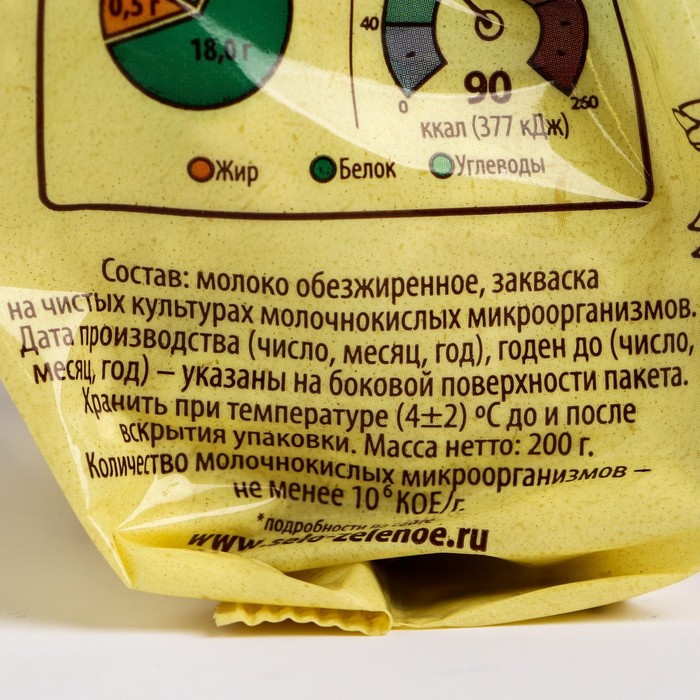 0,5 г
18,0 г
40
0
90
260
ккал (377 кДж)
Жир
Белок
Углеводы
Состав: молоко обезжиренное, закваска
на чистых культурах молочнокислых микроорганизмов.
Дата производства (число, месяц, год), годен до (число,
месяц, год) – указаны на боковой поверхности пакета.
Хранить при температуре (4±2) ºС до и после
вскрытия упаковки. Масса нетто: 200 г.
Количество молочнокислых микроорганизмов –
не менее 10⁶ КОЕ/г.
*подробности на сайте
www.selo-zelenoe.ru